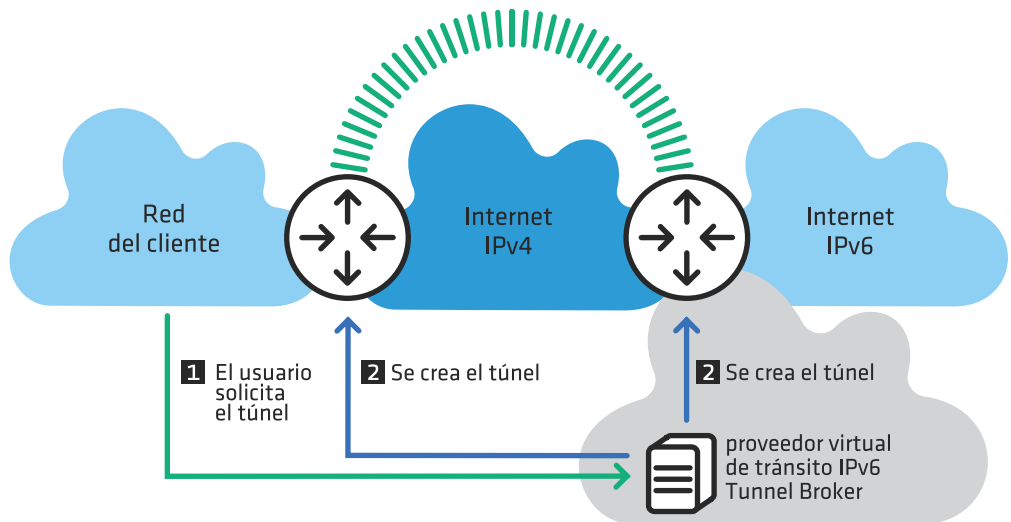 Red
del cliente
Internet
IPv4
Internet
IPv6
1 El usuario
solicita
el túnel
2 Se crea el túnel
2 Se crea el túnel
proveedor virtual
de tránsito IPv6
Tunnel Broker